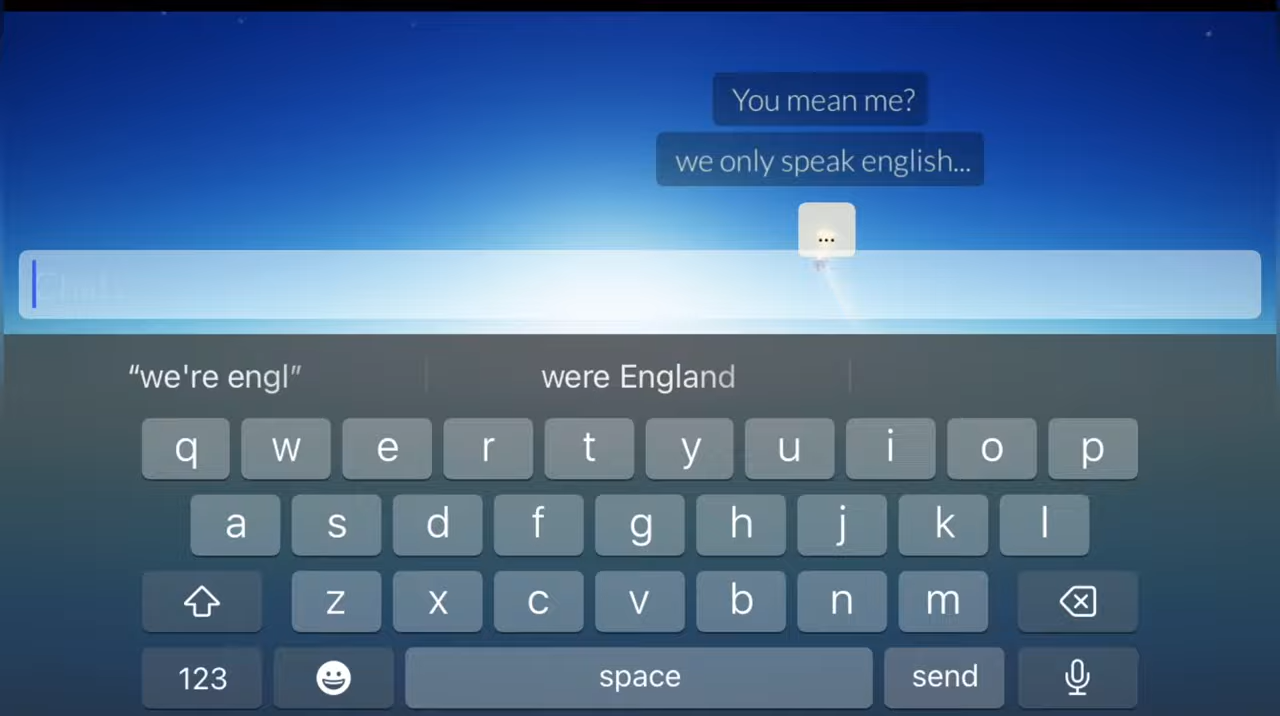 You mean me?
we only speak english...
...
“we're engl”
were England
q w e r t y u i o p
a s d f g h j k l
z x c v b n m
123 space send